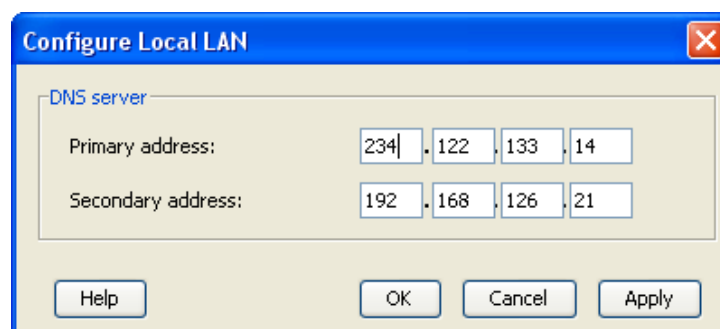 Configure Local LAN
DNS server
Primary address: 234 . 122 . 133 . 14
Secondary address: 192 . 168 . 126 . 21
Help OK Cancel Apply